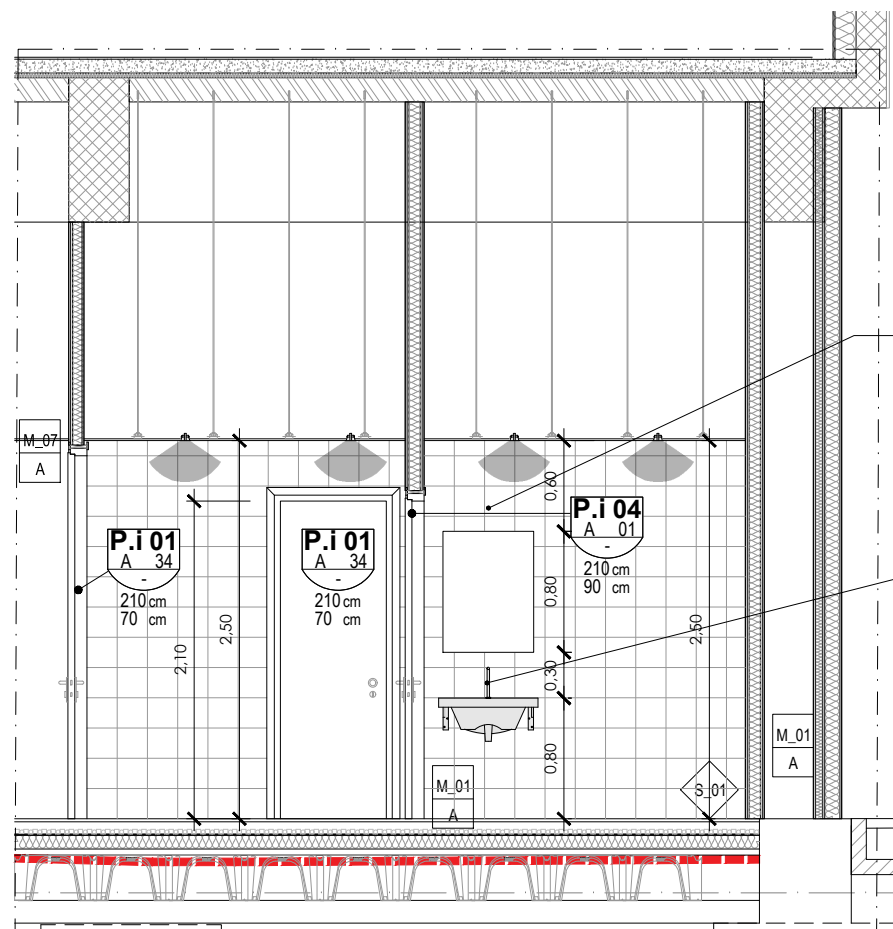 M_07
A
P.i 01
A 34
-
210 cm
70 cm
2,10
2,50
P.i 01
A 34
-
210 cm
70 cm
P.i 04
A 01
-
210 cm
90 cm
0,60
0,80
0,30
0,80
2,50
M_01
A
S_01
M_01
A